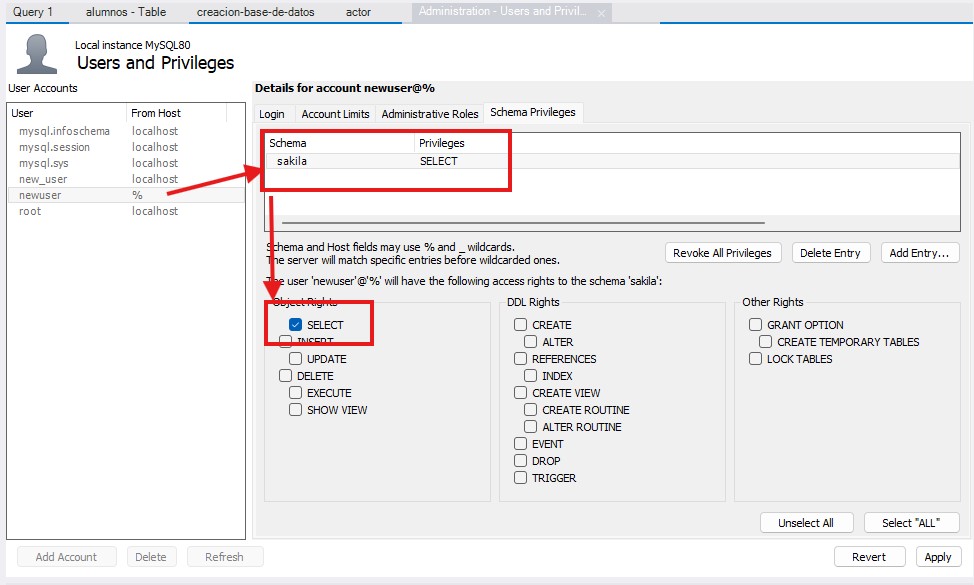 Query 1 alumnos - Table creacion-base-de-datos actor Administration - Users and Privil...
Local instance MySQL80
Users and Privileges
User Accounts
User From Host
mysql.infoschema localhost
mysql.session localhost
mysql.sys localhost
new_user localhost
newuser %
root localhost
Add Account Delete Refresh
Details for account newuser@%
Login Account Limits Administrative Roles Schema Privileges
Schema Privileges
sakila SELECT
Schema and Host fields may use % and _ wildcards.
The server will match specific entries before wildcarded ones.
Revoke All Privileges Delete Entry Add Entry...
The user 'newuser'@'%' will have the following access rights to the schema 'sakila':
Object Rights
SELECT
INSERT
UPDATE
DELETE
EXECUTE
SHOW VIEW
DDL Rights
CREATE
ALTER
REFERENCES
INDEX
CREATE VIEW
CREATE ROUTINE
ALTER ROUTINE
EVENT
DROP
TRIGGER
Other Rights
GRANT OPTION
CREATE TEMPORARY TABLES
LOCK TABLES
Unselect All Select "ALL"
Revert Apply